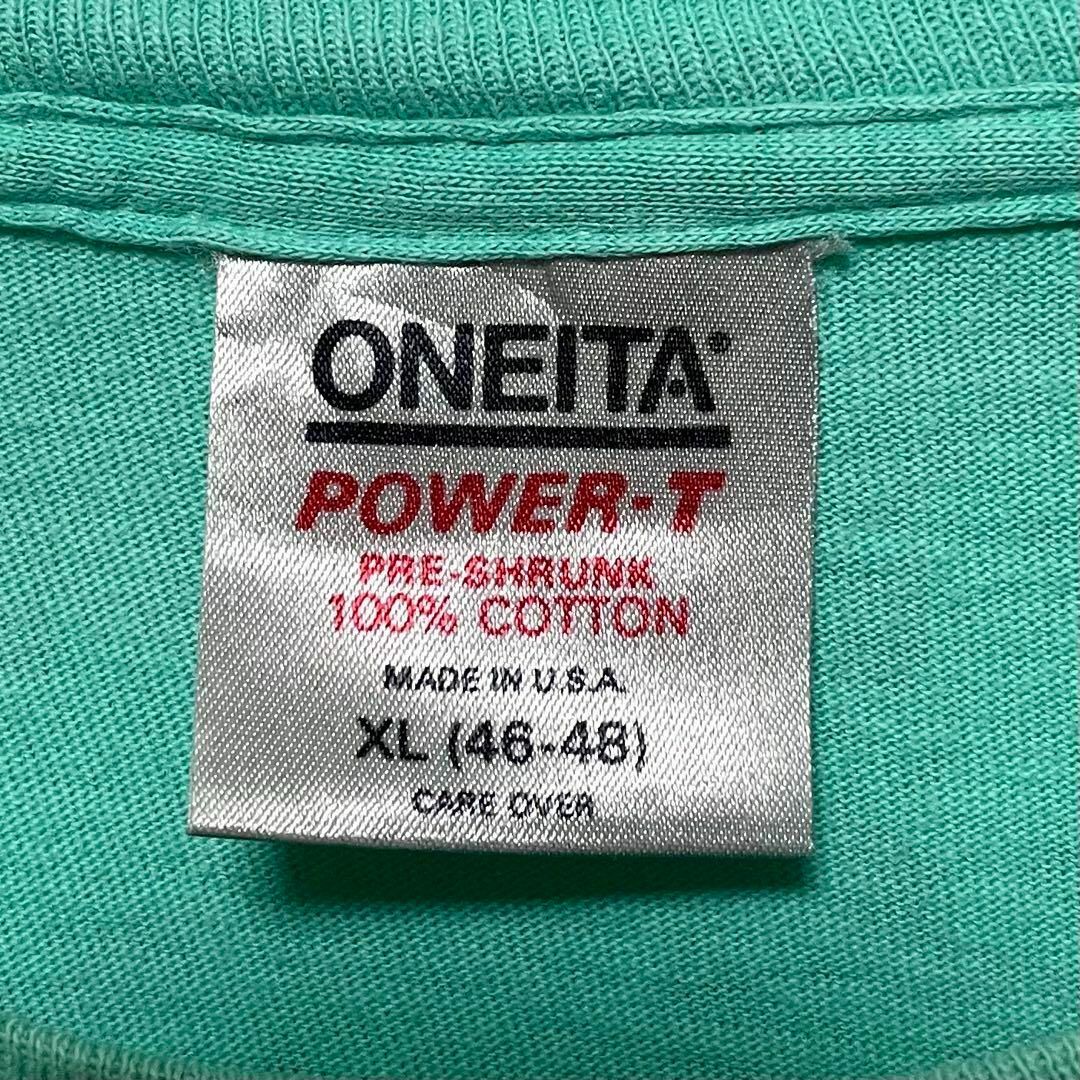 ONEITA®
POWER-T
PRE-SHRUNK
100% COTTON
MADE IN U.S.A.
XL (46-48)
CARE OVER